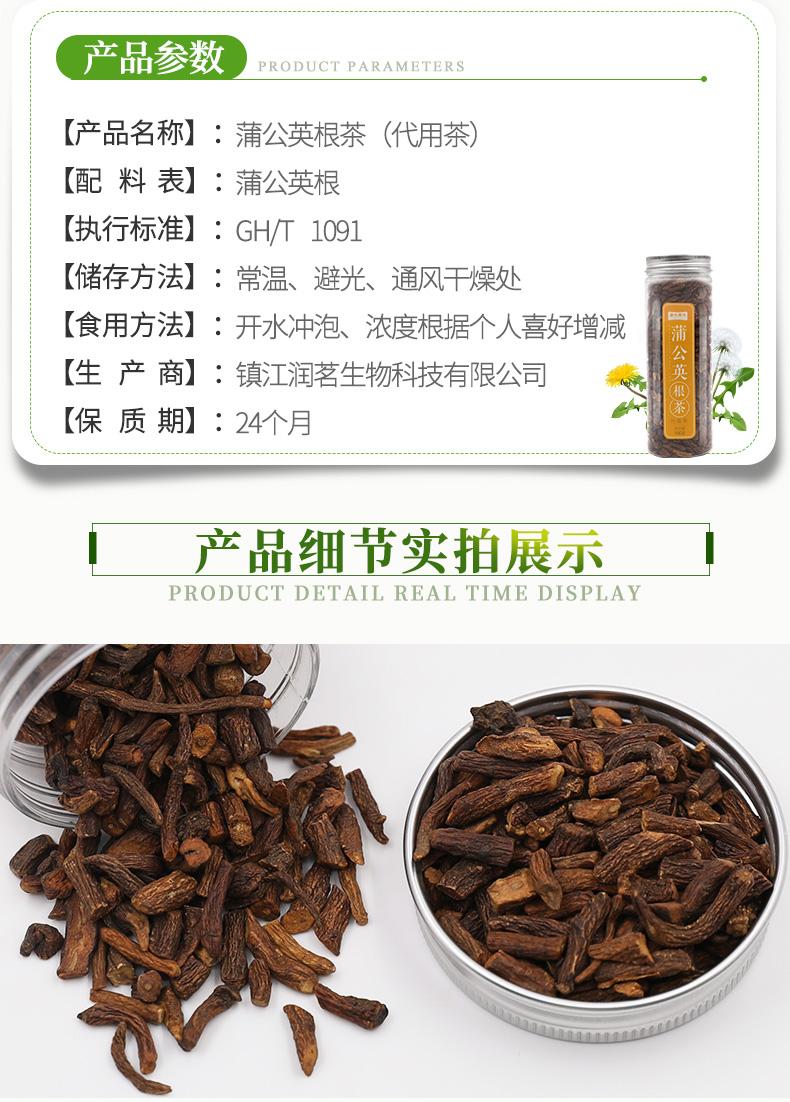 产品参数 PRODUCT PARAMETERS
【产品名称】：蒲公英根茶（代用茶）
【配 料 表】：蒲公英根
【执行标准】：GH/T 1091
【储存方法】：常温、避光、通风干燥处
【食用方法】：开水冲泡、浓度根据个人喜好增减
【生 产 商】：镇江润茗生物科技有限公司
【保 质 期】：24个月
蒲公英根茶
产品细节实拍展示
PRODUCT DETAIL REAL TIME DISPLAY